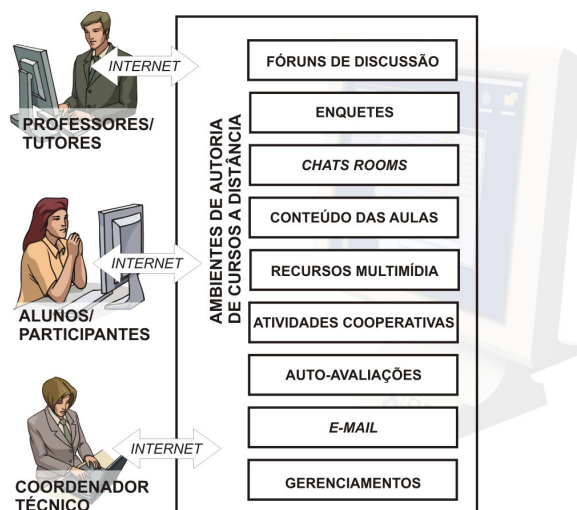 INTERNET
PROFESSORES/
TUTORES
INTERNET
ALUNOS/
PARTICIPANTES
INTERNET
COORDENADOR
TÉCNICO
AMBIENTES DE AUTORIA
DE CURSOS A DISTÂNCIA
FÓRUNS DE DISCUSSÃO
ENQUETES
CHATS ROOMS
CONTEÚDO DAS AULAS
RECURSOS MULTIMÍDIA
ATIVIDADES COOPERATIVAS
AUTO-AVALIAÇÕES
E-MAIL
GERENCIAMENTOS